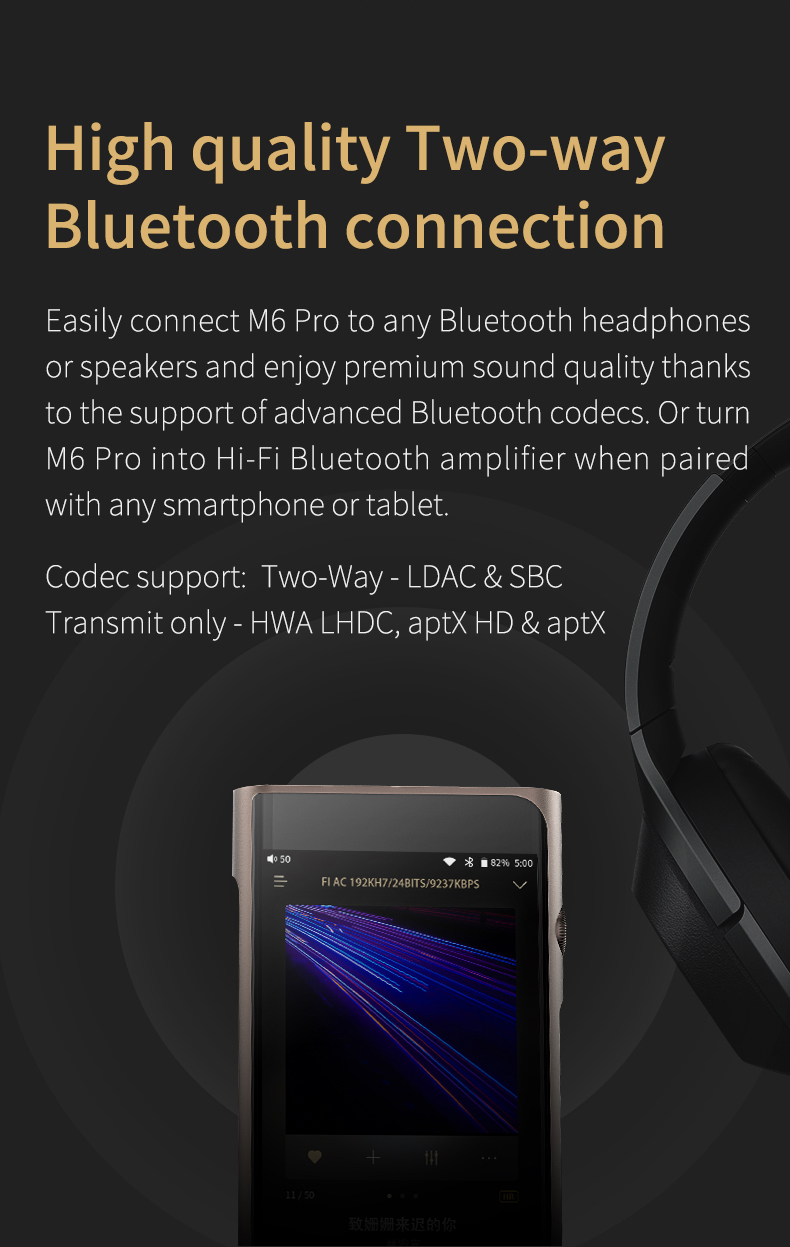 High quality Two-way
Bluetooth connection
Easily connect M6 Pro to any Bluetooth headphones
or speakers and enjoy premium sound quality thanks
to the support of advanced Bluetooth codecs. Or turn
M6 Pro into Hi-Fi Bluetooth amplifier when paired
with any smartphone or tablet.
Codec support: Two-Way - LDAC & SBC
Transmit only - HWA LHDC, aptX HD & aptX
50 82% 5:00
FI AC 192KH7/24BITS/9237KBPS
11 / 50
致姗姗来迟的你